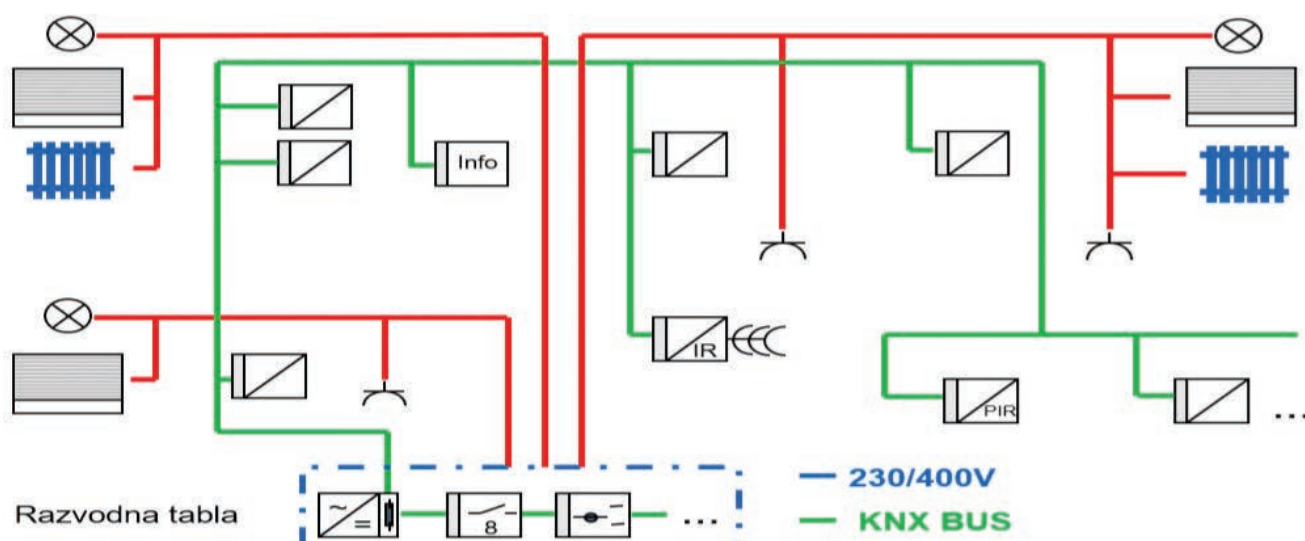 Info
IR
PIR
...
230/400V
Razvodna tabla
~
=
8
...
KNX BUS